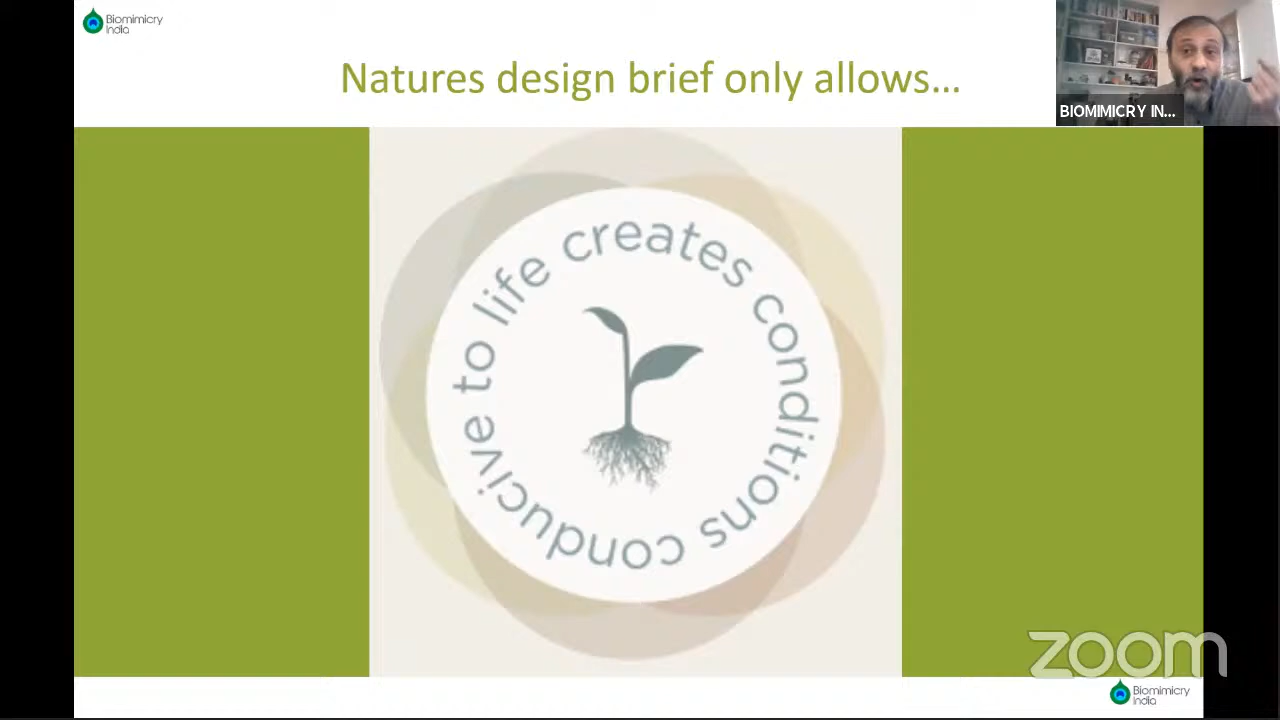 Biomimicry
India
Natures design brief only allows...
BIOMIMICRY IN...
life creates conditions conducive to
zoom
Biomimicry
India